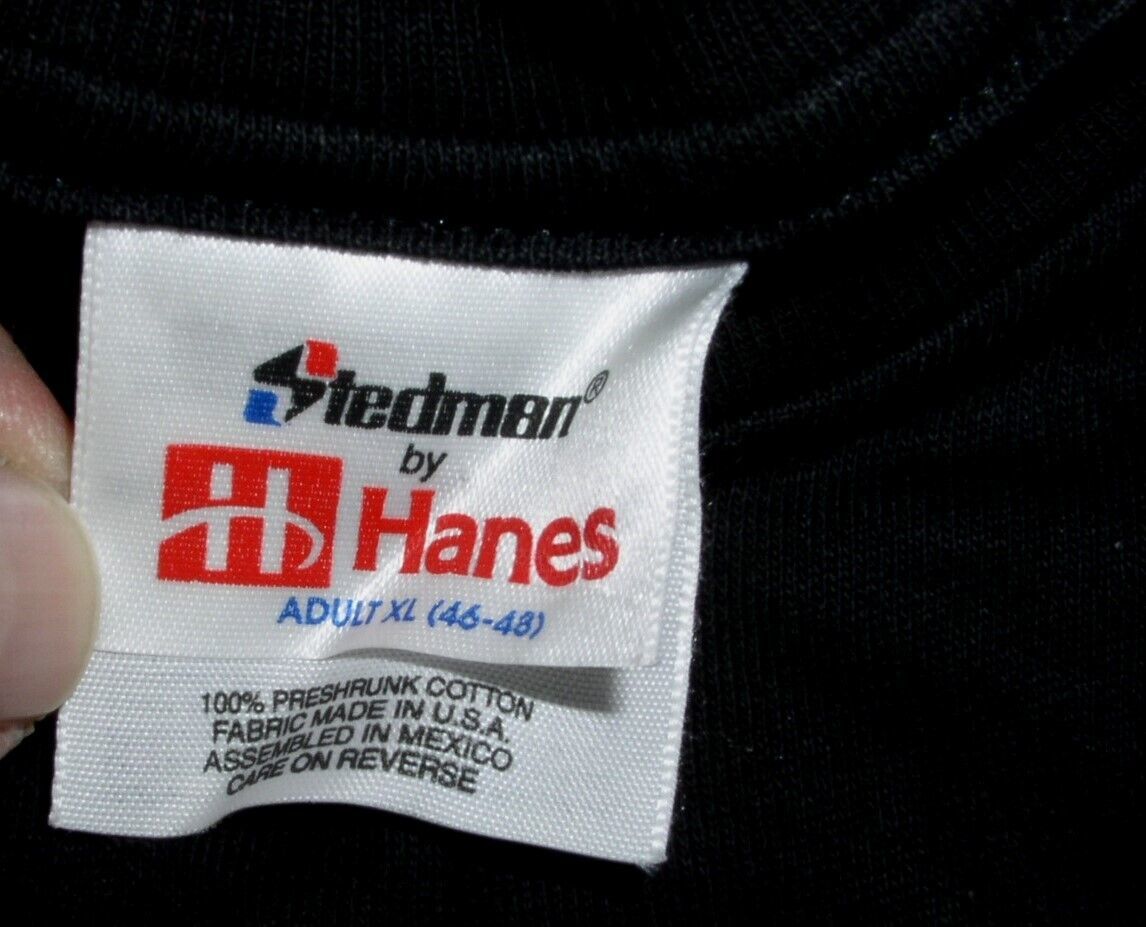 Stedman®
by
H Hanes
ADULT XL (46-48)
100% PRESHRUNK COTTON
FABRIC MADE IN U.S.A.
ASSEMBLED IN MEXICO
CARE ON REVERSE